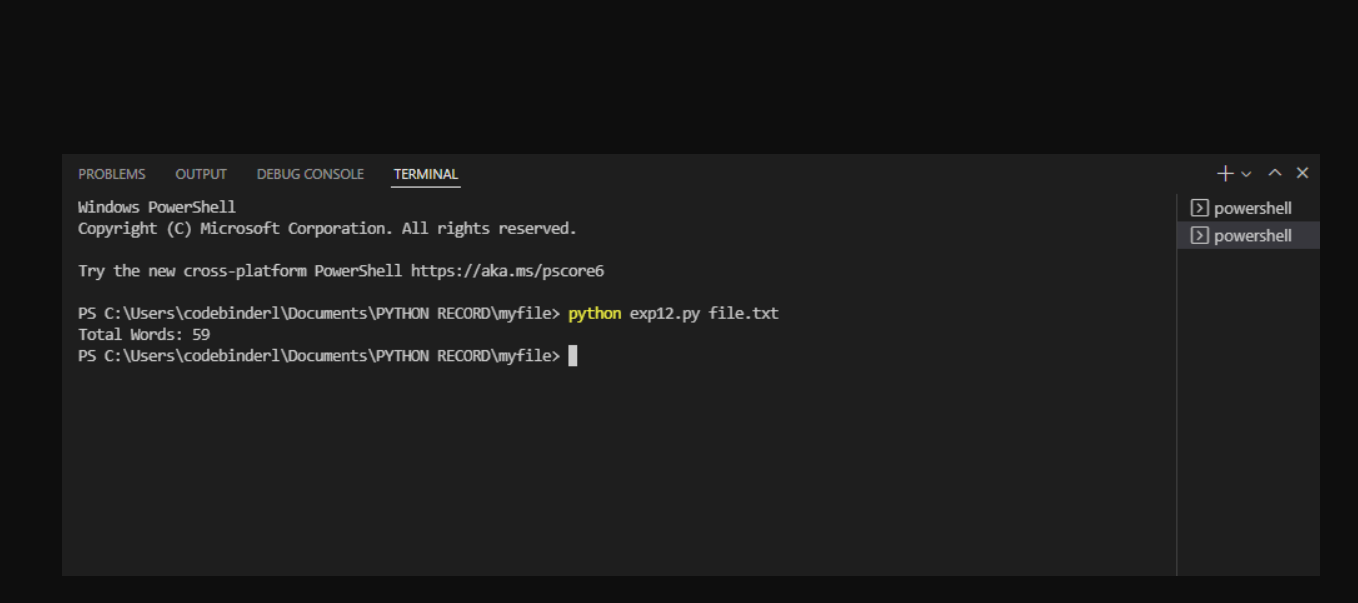 PROBLEMS OUTPUT DEBUG CONSOLE TERMINAL
Windows PowerShell
Copyright (C) Microsoft Corporation. All rights reserved.
Try the new cross-platform PowerShell https://aka.ms/pscore6
PS C:\Users\codebinderl\Documents\PYTHON RECORD\myfile> python exp12.py file.txt
Total Words: 59
PS C:\Users\codebinderl\Documents\PYTHON RECORD\myfile>
powershell
powershell